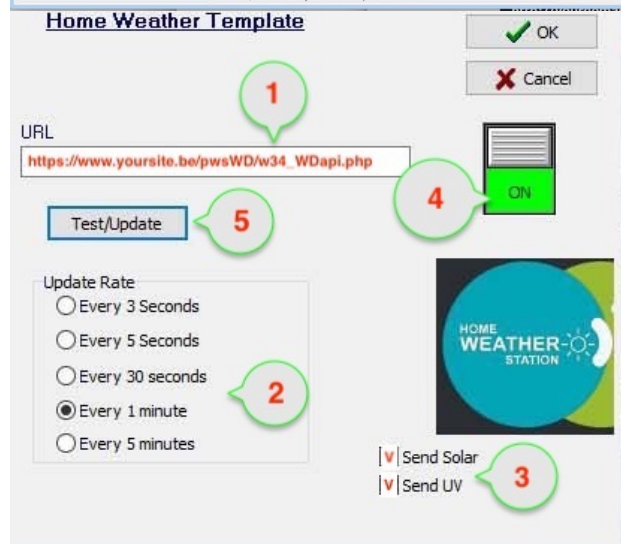 Home Weather Template
OK
Cancel
1
URL
https://www.yoursite.be/pwsWD/w34_WDapi.php
ON
4
Test/Update
5
Update Rate
Every 3 Seconds
Every 5 Seconds
Every 30 seconds
Every 1 minute
Every 5 minutes
2
HOME
WEATHER
STATION
v Send Solar
v Send UV
3